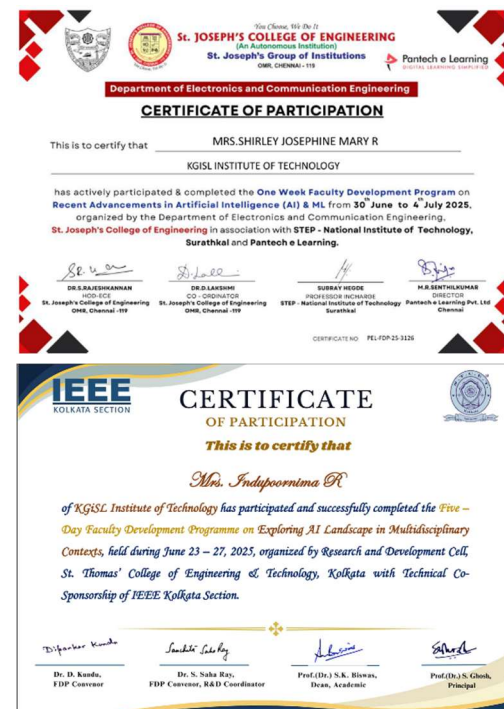 You Choose, We Do It
St. JOSEPH'S COLLEGE OF ENGINEERING
(An Autonomous Institution)
St. Joseph's Group of Institutions
OMR, CHENNAI - 119
Pantech e Learning
DIGITAL LEARNING SIMPLIFIED
Department of Electronics and Communication Engineering
CERTIFICATE OF PARTICIPATION
This is to certify that MRS.SHIRLEY JOSEPHINE MARY R
KGISL INSTITUTE OF TECHNOLOGY
has actively participated & completed the One Week Faculty Development Program on
Recent Advancements in Artificial Intelligence (AI) & ML from 30th June to 4th July 2025,
organized by the Department of Electronics and Communication Engineering,
St. Joseph's College of Engineering in association with STEP - National Institute of Technology,
Surathkal and Pantech e Learning.
DR.S.RAJESHKANNAN DR.D.LAKSHMI SUBRAY HEGDE M.R.SENTHILKUMAR
HOD-ECE CO - ORDINATOR PROFESSOR INCHARGE DIRECTOR
St. Joseph's College of Engineering St. Joseph's College of Engineering STEP - National Institute of Technology Pantech e Learning Pvt. Ltd
OMR, Chennai -119 OMR, Chennai -119 Surathkal Chennai
CERTIFICATE NO PEL-FDP-25-3126
IEEE
KOLKATA SECTION
CERTIFICATE
OF PARTICIPATION
This is to certify that
Mrs. Indupoornima R
of KGiSL Institute of Technology has participated and successfully completed the Five –
Day Faculty Development Programme on Exploring AI Landscape in Multidisciplinary
Contexts, held during June 23 – 27, 2025, organized by Research and Development Cell,
St. Thomas' College of Engineering & Technology, Kolkata with Technical Co-
Sponsorship of IEEE Kolkata Section.
Dipankar Kundu
Dr. D. Kundu, Dr. S. Saha Ray, Prof.(Dr.) S.K. Biswas, Prof.(Dr.) S. Ghosh,
FDP Convenor FDP Convenor, R&D Coordinator Dean, Academic Principal